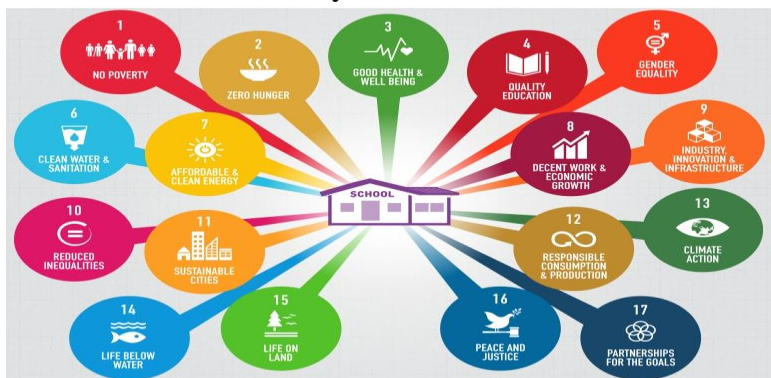 1
NO POVERTY
2
ZERO HUNGER
3
GOOD HEALTH &
WELL BEING
4
QUALITY
EDUCATION
5
GENDER
EQUALITY
6
CLEAN WATER &
SANITATION
7
AFFORDABLE &
CLEAN ENERGY
8
DECENT WORK &
ECONOMIC
GROWTH
9
INDUSTRY,
INNOVATION &
INFRASTRUCTURE
SCHOOL
10
REDUCED
INEQUALITIES
11
SUSTAINABLE
CITIES
12
RESPONSIBLE
CONSUMPTION
& PRODUCTION
13
CLIMATE
ACTION
14
LIFE BELOW
WATER
15
LIFE ON
LAND
16
PEACE AND
JUSTICE
17
PARTNERSHIPS
FOR THE GOALS